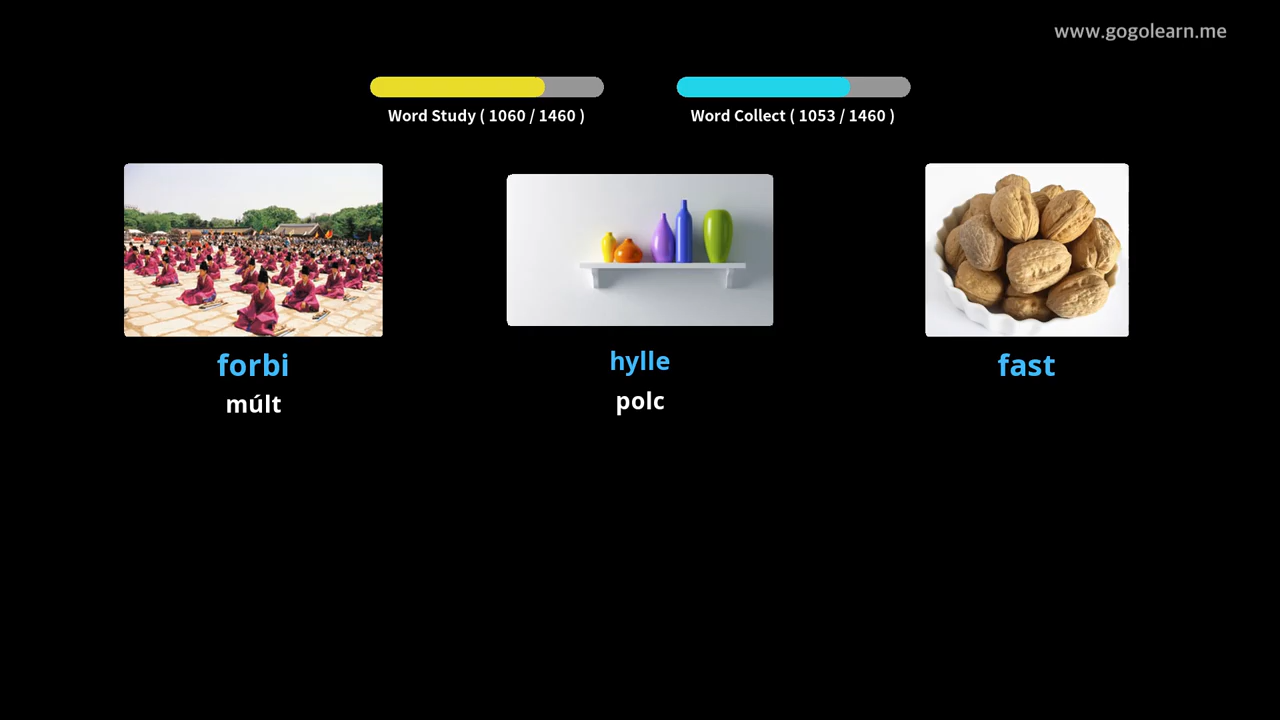 www.gogolearn.me
Word Study ( 1060 / 1460 )
Word Collect ( 1053 / 1460 )
forbi
múlt
hylle
polc
fast